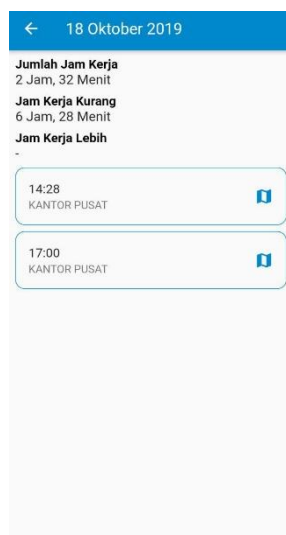 18 Oktober 2019
Jumlah Jam Kerja
2 Jam, 32 Menit
Jam Kerja Kurang
6 Jam, 28 Menit
Jam Kerja Lebih
-
14:28
KANTOR PUSAT
17:00
KANTOR PUSAT